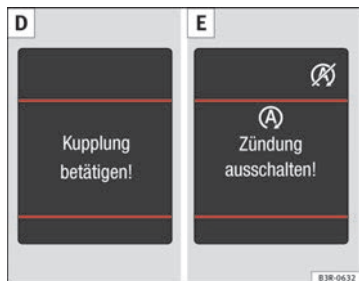 D
E
Kupplung
betätigen!
A
A
Zündung
ausschalten!
B3R-0632